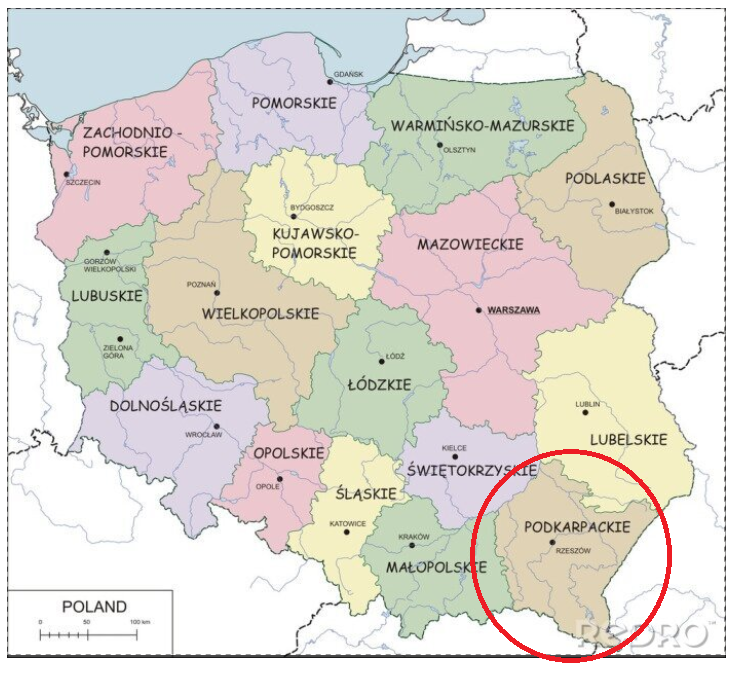 GDAŃSK
POMORSKIE
ZACHODNIO -
POMORSKIE
SZCZECIN
WARMIŃSKO-MAZURSKIE
OLSZTYN
PODLASKIE
BIAŁYSTOK
BYDGOSZCZ
KUJAWSKO-
POMORSKIE
MAZOWIECKIE
WARSZAWA
GORZÓW
WIELKOPOLSKI
LUBUSKIE
ZIELONA
GÓRA
POZNAŃ
WIELKOPOLSKIE
ŁÓDŹ
ŁÓDZKIE
DOLNOŚLĄSKIE
WROCŁAW
LUBLIN
LUBELSKIE
OPOLSKIE
OPOLE
ŚLĄSKIE
KATOWICE
KIELCE
ŚWIĘTOKRZYSKIE
KRAKÓW
MAŁOPOLSKIE
PODKARPACKIE
RZESZÓW
POLAND
0 50 100 km
REDRO